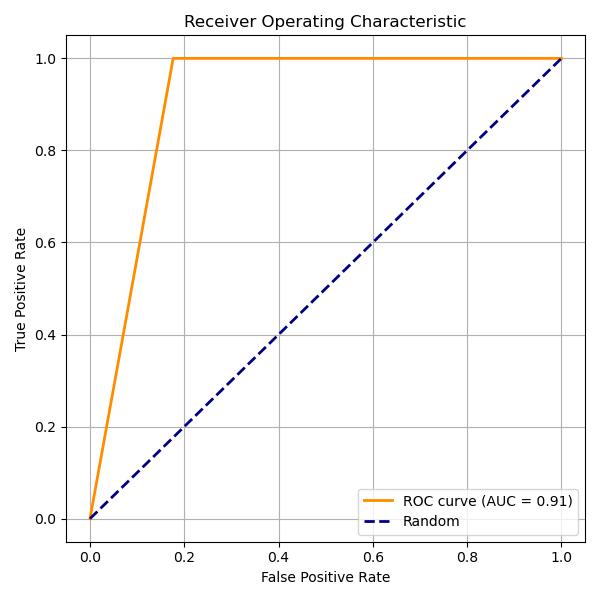 Receiver Operating Characteristic
True Positive Rate
1.0
0.8
0.6
0.4
0.2
0.0
0.0 0.2 0.4 0.6 0.8 1.0
False Positive Rate
ROC curve (AUC = 0.91)
Random